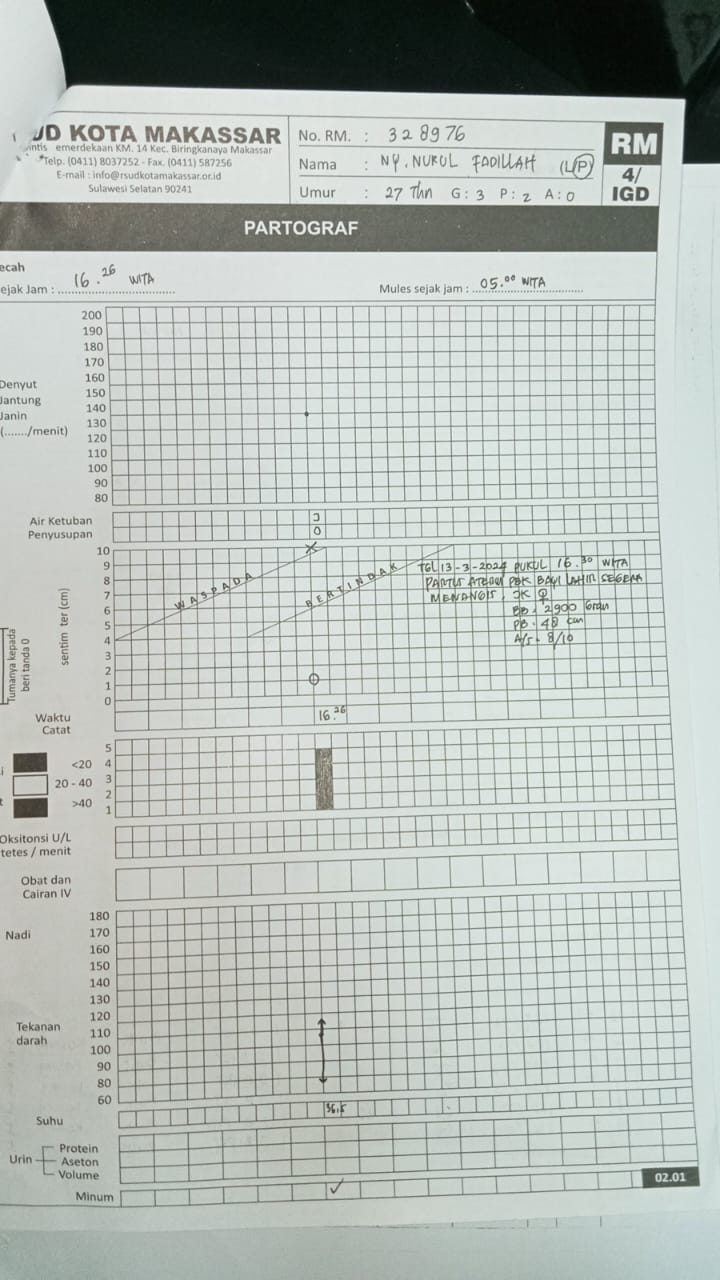 UD KOTA MAKASSAR
intis emerdekaan KM. 14 Kec. Biringkanaya Makassar
Telp. (0411) 8037252 - Fax. (0411) 587256
E-mail : info@rsudkotamakassar.or.id
Sulawesi Selatan 90241
No. RM. : 328976
Nama : NY. NURUL FADILLAH (L/P)
Umur : 27 Thn G: 3 P: 2 A: 0
RM
4/
IGD
PARTOGRAF
ecah
ejak Jam : 16.26 WITA
Mules sejak jam : 05.00 WITA
200
190
180
170
160
150
140
130
120
110
100
90
80
Denyut
Jantung
Janin
(......./menit)
Air Ketuban
Penyusupan
J
0
10
9
8
7
6
5
4
3
2
1
0
sentim ter (cm)
Tumanya kepada
beri tanda 0
WASPADA
BERTINDAK
TGL 13-3-2024 PUKUL 16.30 WITA
PARTUS ATERM PBK BAYI LAHIR SEGERA
MENANGIS, JK ♀
BB. 2900 Gram
PB. 48 cm
A/S - 8/10
Waktu
Catat
16.26
5
4
3
2
1
<20
20 - 40
>40
i
t
Oksitonsi U/L
tetes / menit
Obat dan
Cairan IV
Nadi
180
170
160
150
140
130
120
110
100
90
80
60
Tekanan
darah
Suhu
36,5
Urin
Protein
Aseton
Volume
Minum
✓
02.01